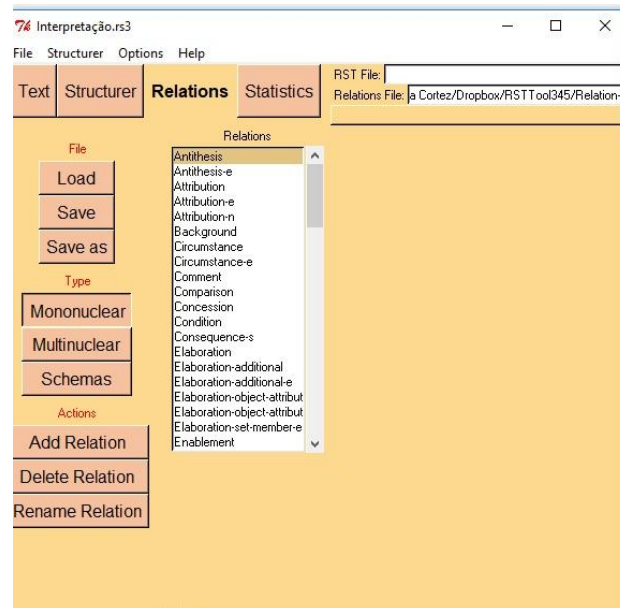 Interpretação.rs3
File Structurer Options Help
Text Structurer Relations Statistics
RST File:
Relations File: a Cortez/Dropbox/RSTTool345/Relation-
File
Load
Save
Save as
Type
Mononuclear
Multinuclear
Schemas
Actions
Add Relation
Delete Relation
Rename Relation
Relations
Antithesis
Antithesis-e
Attribution
Attribution-e
Attribution-n
Background
Circumstance
Circumstance-e
Comment
Comparison
Concession
Condition
Consequence-s
Elaboration
Elaboration-additional
Elaboration-additional-e
Elaboration-object-attribut
Elaboration-object-attribut
Elaboration-set-member-e
Enablement